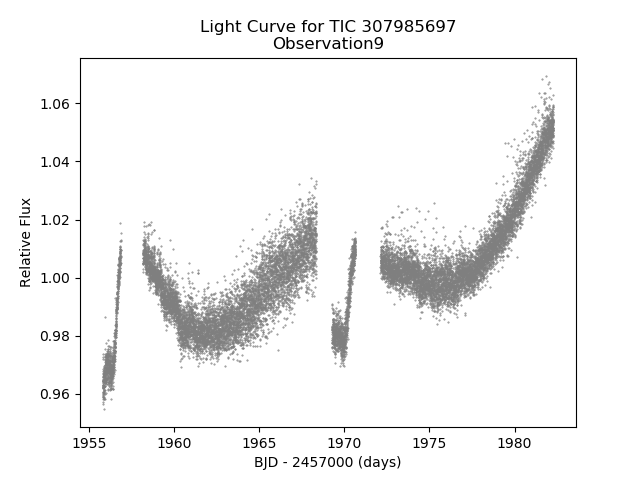 Light Curve for TIC 307985697
Observation9
Relative Flux
1.06
1.04
1.02
1.00
0.98
0.96
1955 1960 1965 1970 1975 1980
BJD - 2457000 (days)